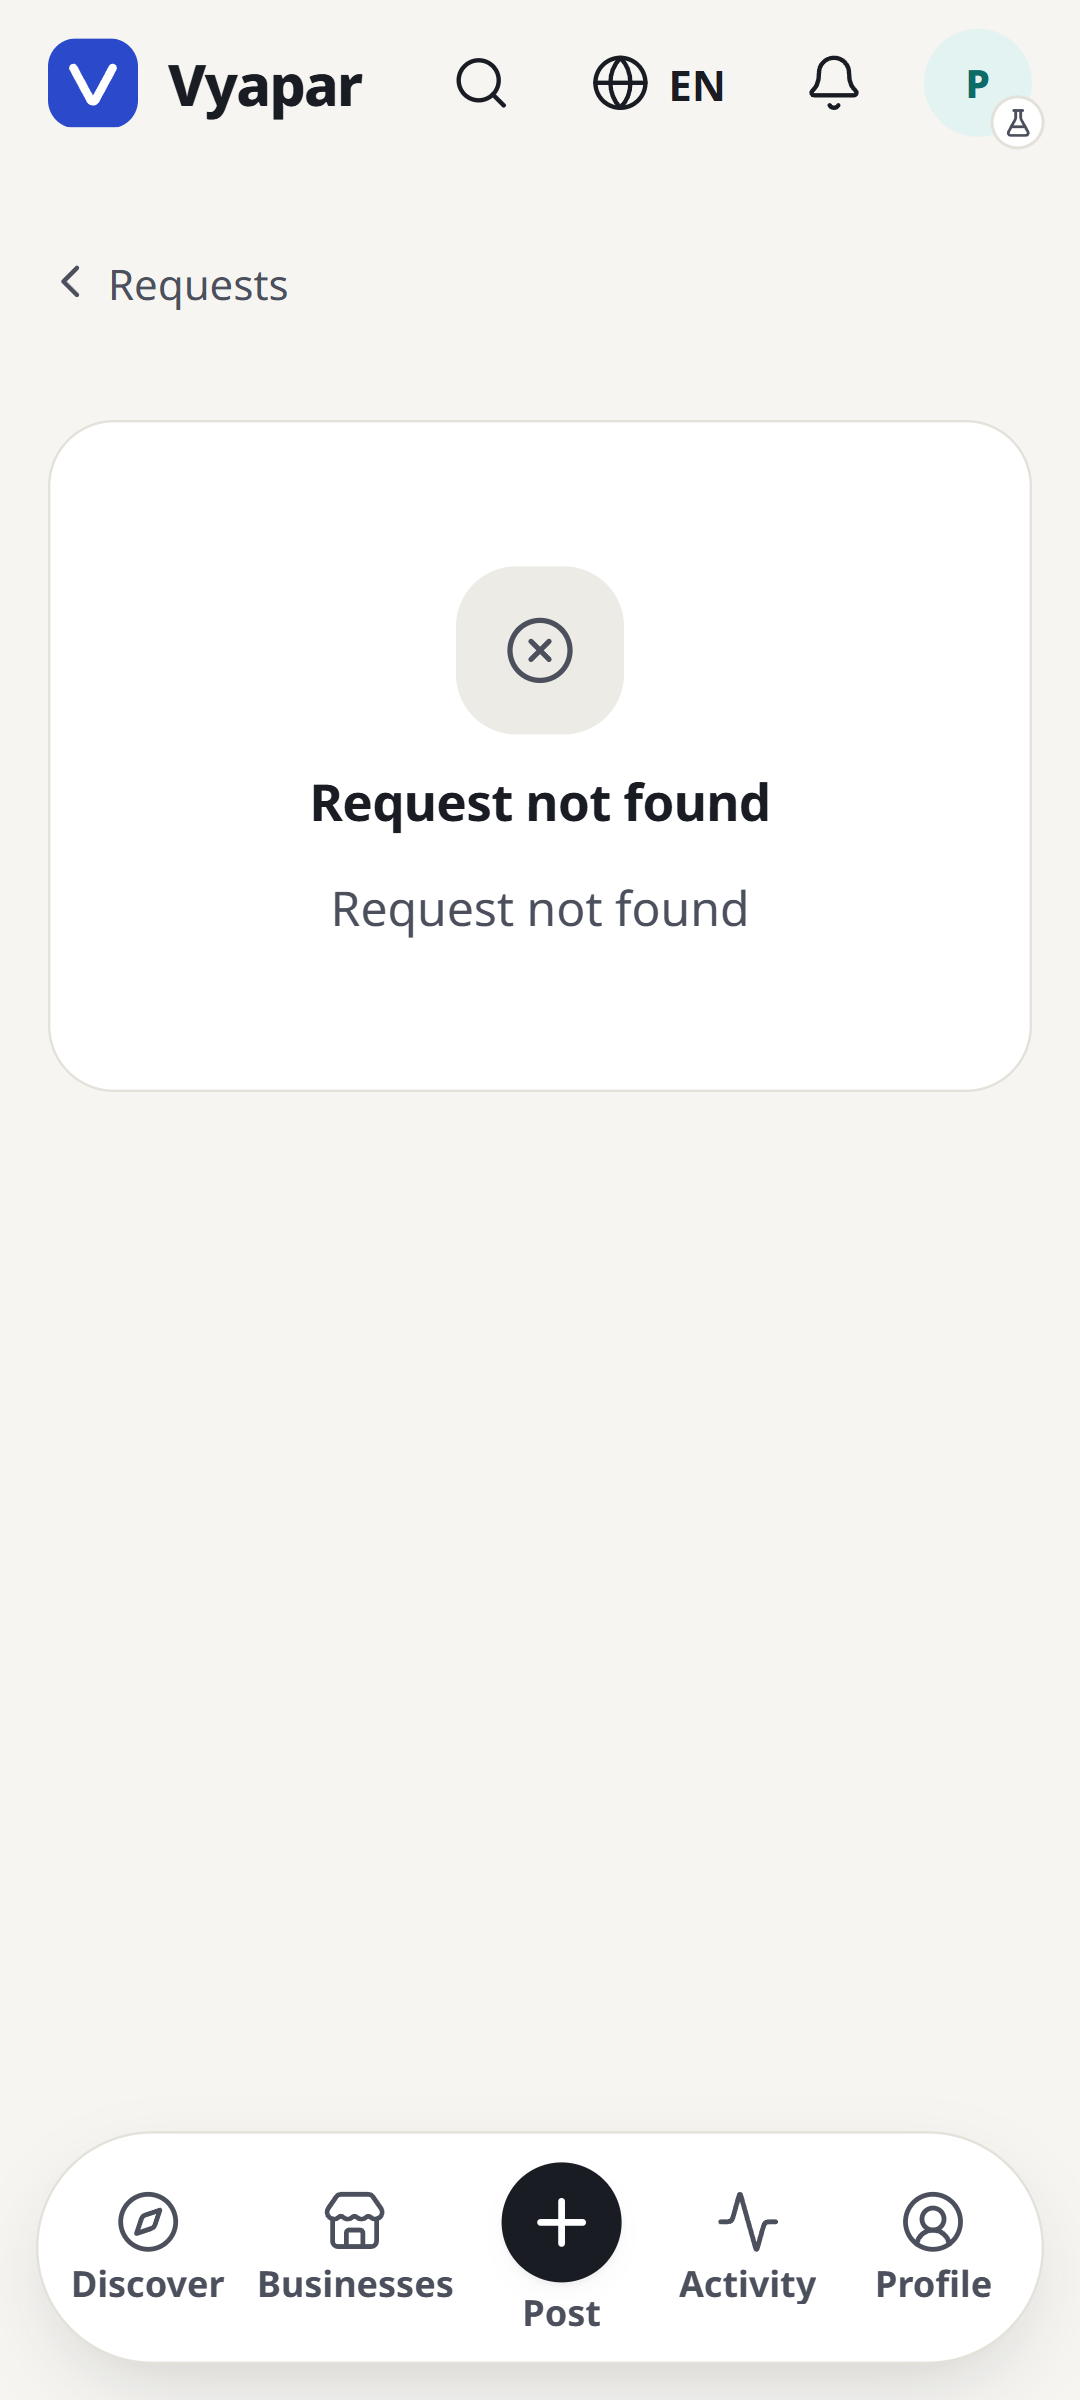 Vyapar
EN
P
Requests
Request not found
Request not found
Discover
Businesses
Post
Activity
Profile